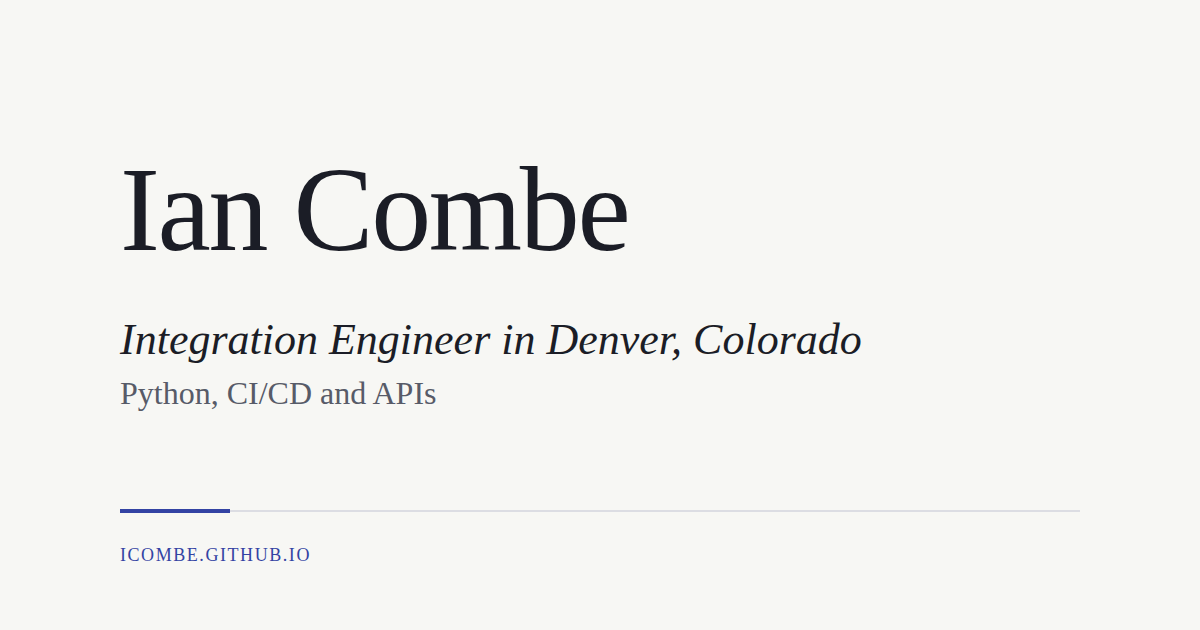 Ian Combe
Integration Engineer in Denver, Colorado
Python, CI/CD and APIs
ICOMBE.GITHUB.IO